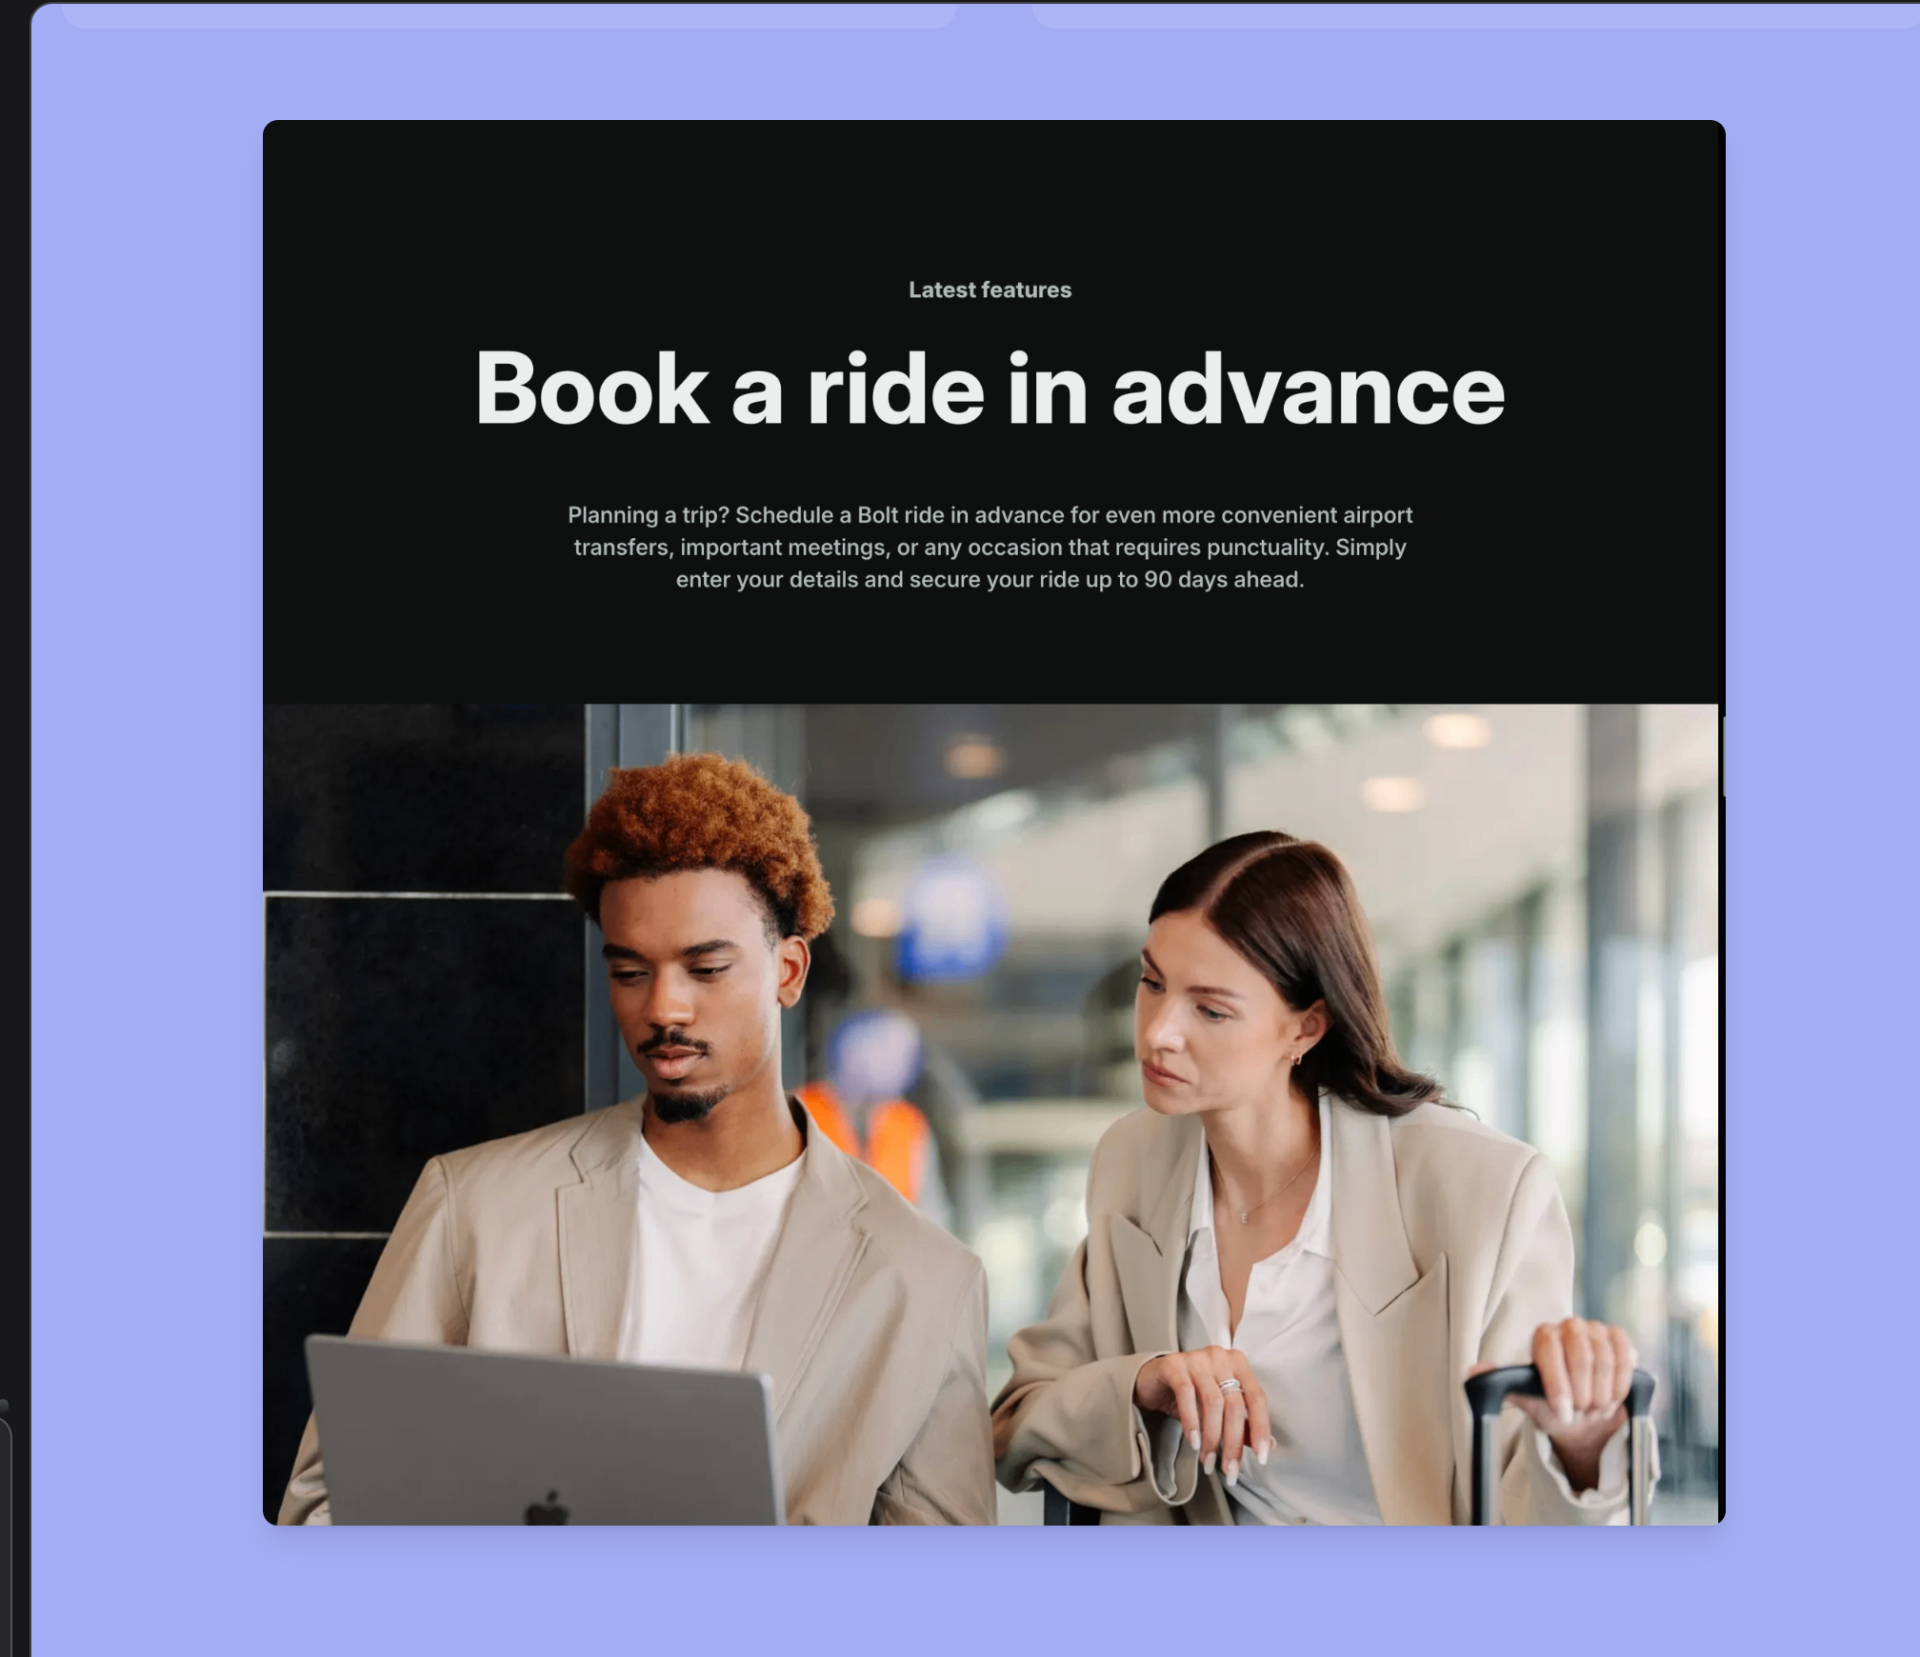 Latest features
Book a ride in advance
Planning a trip? Schedule a Bolt ride in advance for even more convenient airport
transfers, important meetings, or any occasion that requires punctuality. Simply
enter your details and secure your ride up to 90 days ahead.